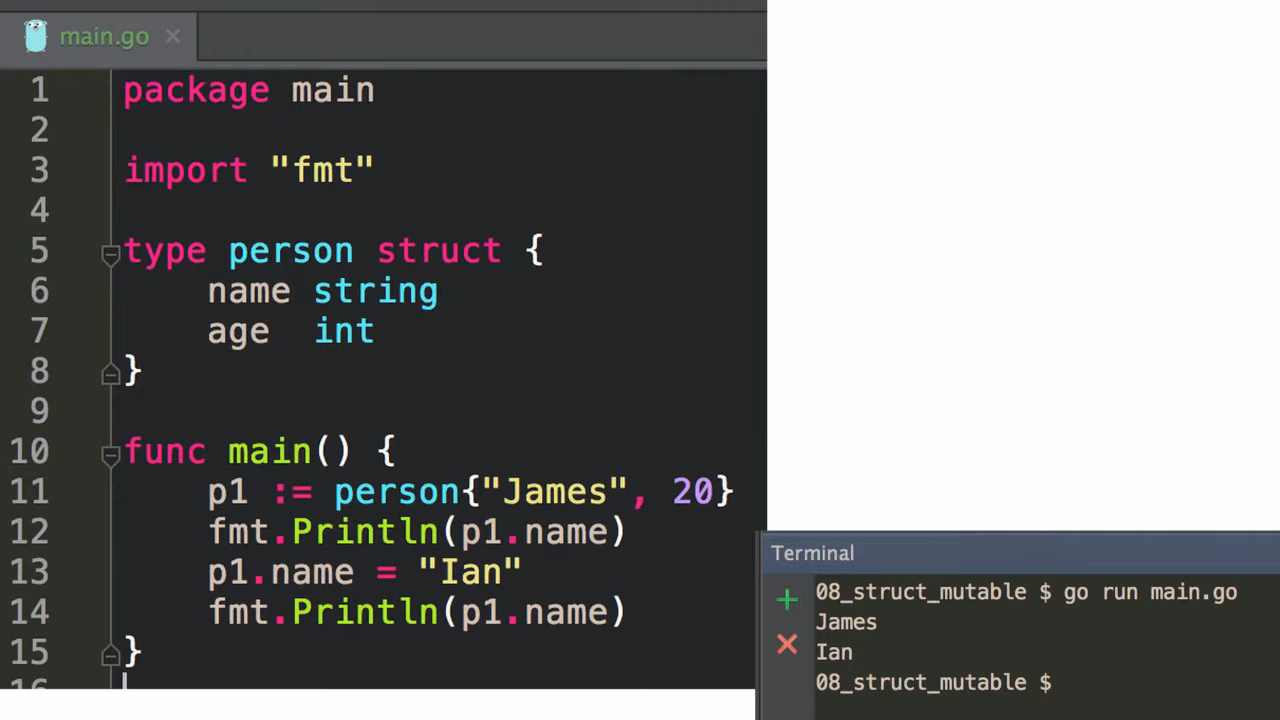 main.go
1 package main
2
3 import "fmt"
4
5 type person struct {
6 name string
7 age int
8 }
9
10 func main() {
11 p1 := person{"James", 20}
12 fmt.Println(p1.name)
13 p1.name = "Ian"
14 fmt.Println(p1.name)
15 }
16
Terminal
08_struct_mutable $ go run main.go
James
Ian
08_struct_mutable $